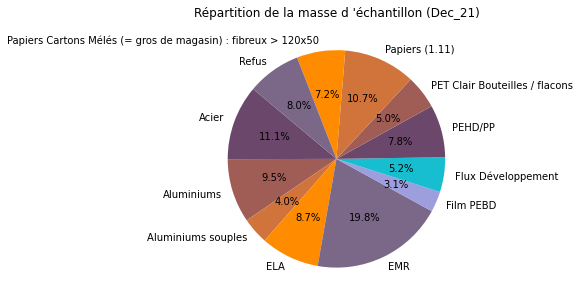 Répartition de la masse d 'échantillon (Dec_21)
Papiers Cartons Mélés (= gros de magasin) : fibreux > 120x50
Papiers (1.11)
Refus
PET Clair Bouteilles / flacons
Acier
PEHD/PP
Flux Développement
Aluminiums
Film PEBD
Aluminiums souples
ELA
EMR
7.2%
10.7%
8.0%
5.0%
11.1%
7.8%
5.2%
9.5%
3.1%
4.0%
8.7%
19.8%